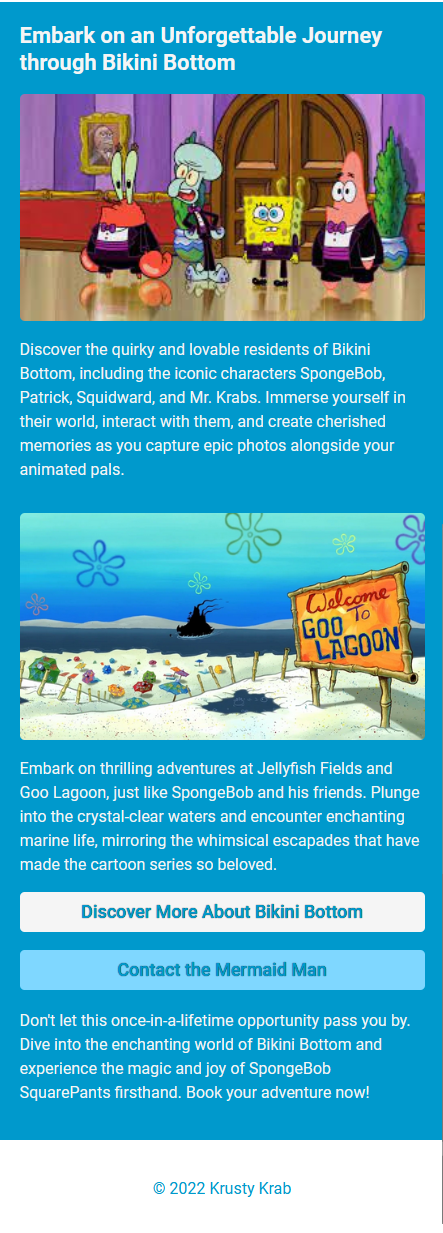 Embark on an Unforgettable Journey
through Bikini Bottom
Discover the quirky and lovable residents of Bikini
Bottom, including the iconic characters SpongeBob,
Patrick, Squidward, and Mr. Krabs. Immerse yourself in
their world, interact with them, and create cherished
memories as you capture epic photos alongside your
animated pals.
Welcome
To
GOO
LAGOON
Embark on thrilling adventures at Jellyfish Fields and
Goo Lagoon, just like SpongeBob and his friends. Plunge
into the crystal-clear waters and encounter enchanting
marine life, mirroring the whimsical escapades that have
made the cartoon series so beloved.
Discover More About Bikini Bottom
Contact the Mermaid Man
Don't let this once-in-a-lifetime opportunity pass you by.
Dive into the enchanting world of Bikini Bottom and
experience the magic and joy of SpongeBob
SquarePants firsthand. Book your adventure now!
© 2022 Krusty Krab